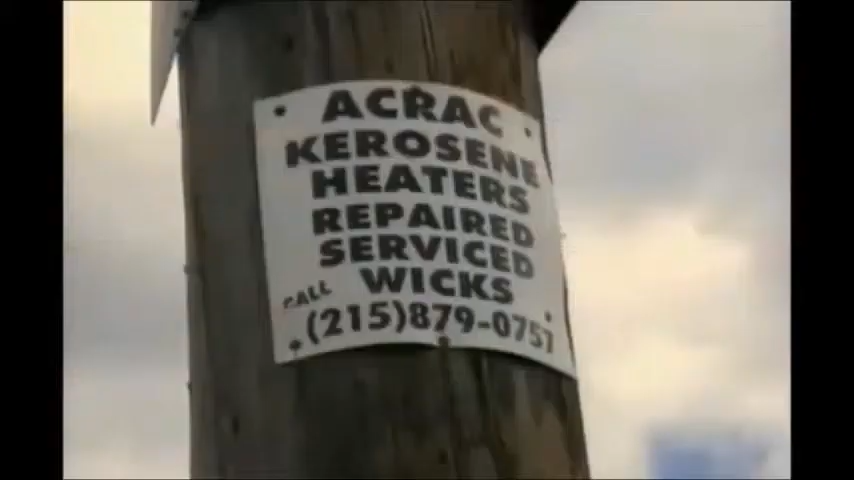 ACRAC
KEROSENE
HEATERS
REPAIRED
SERVICED
CALL WICKS
(215)879-0757